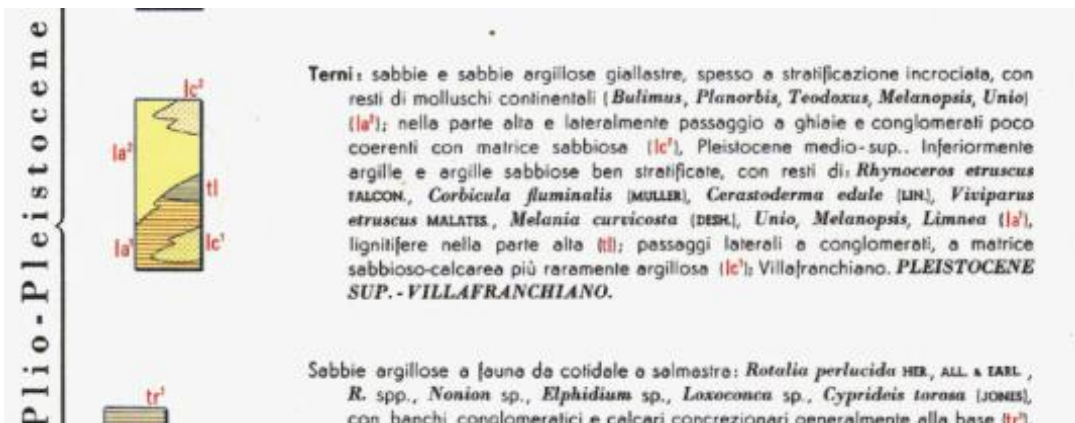 Plio-Pleistocene
lc²
la²
tl
la¹
lc¹
tr¹
Terni: sabbie e sabbie argillose giallastre, spesso a stratificazione incrociata, con
resti di molluschi continentali (Bulimus, Planorbis, Teodoxus, Melanopsis, Unio)
(la²); nella parte alta e lateralmente passaggio a ghiaie e conglomerati poco
coerenti con matrice sabbiosa (lc²), Pleistocene medio-sup.. Inferiormente
argille e argille sabbiose ben stratificate, con resti di: Rhynoceros etruscus
FALCON., Corbicula fluminalis (MULLER), Cerastoderma edule (LIN.), Viviparus
etruscus MALATES., Melania curvicosta (DESH.), Unio, Melanopsis, Limnea (la¹),
lignitifere nella parte alta (tl); passaggi laterali a conglomerati, a matrice
sabbioso-calcarea più raramente argillosa (lc¹); Villafranchiano. PLEISTOCENE
SUP. - VILLAFRANCHIANO.
Sabbie argillose a fauna da cotidale a salmastra: Rotalia perlucida HER., ALL. & EARL.,
R. spp., Nonion sp., Elphidium sp., Loxoconca sp., Cyprideis torosa (JONES),
con banchi conglomeratici e calcari concrezionari generalmente alla base (tr¹).